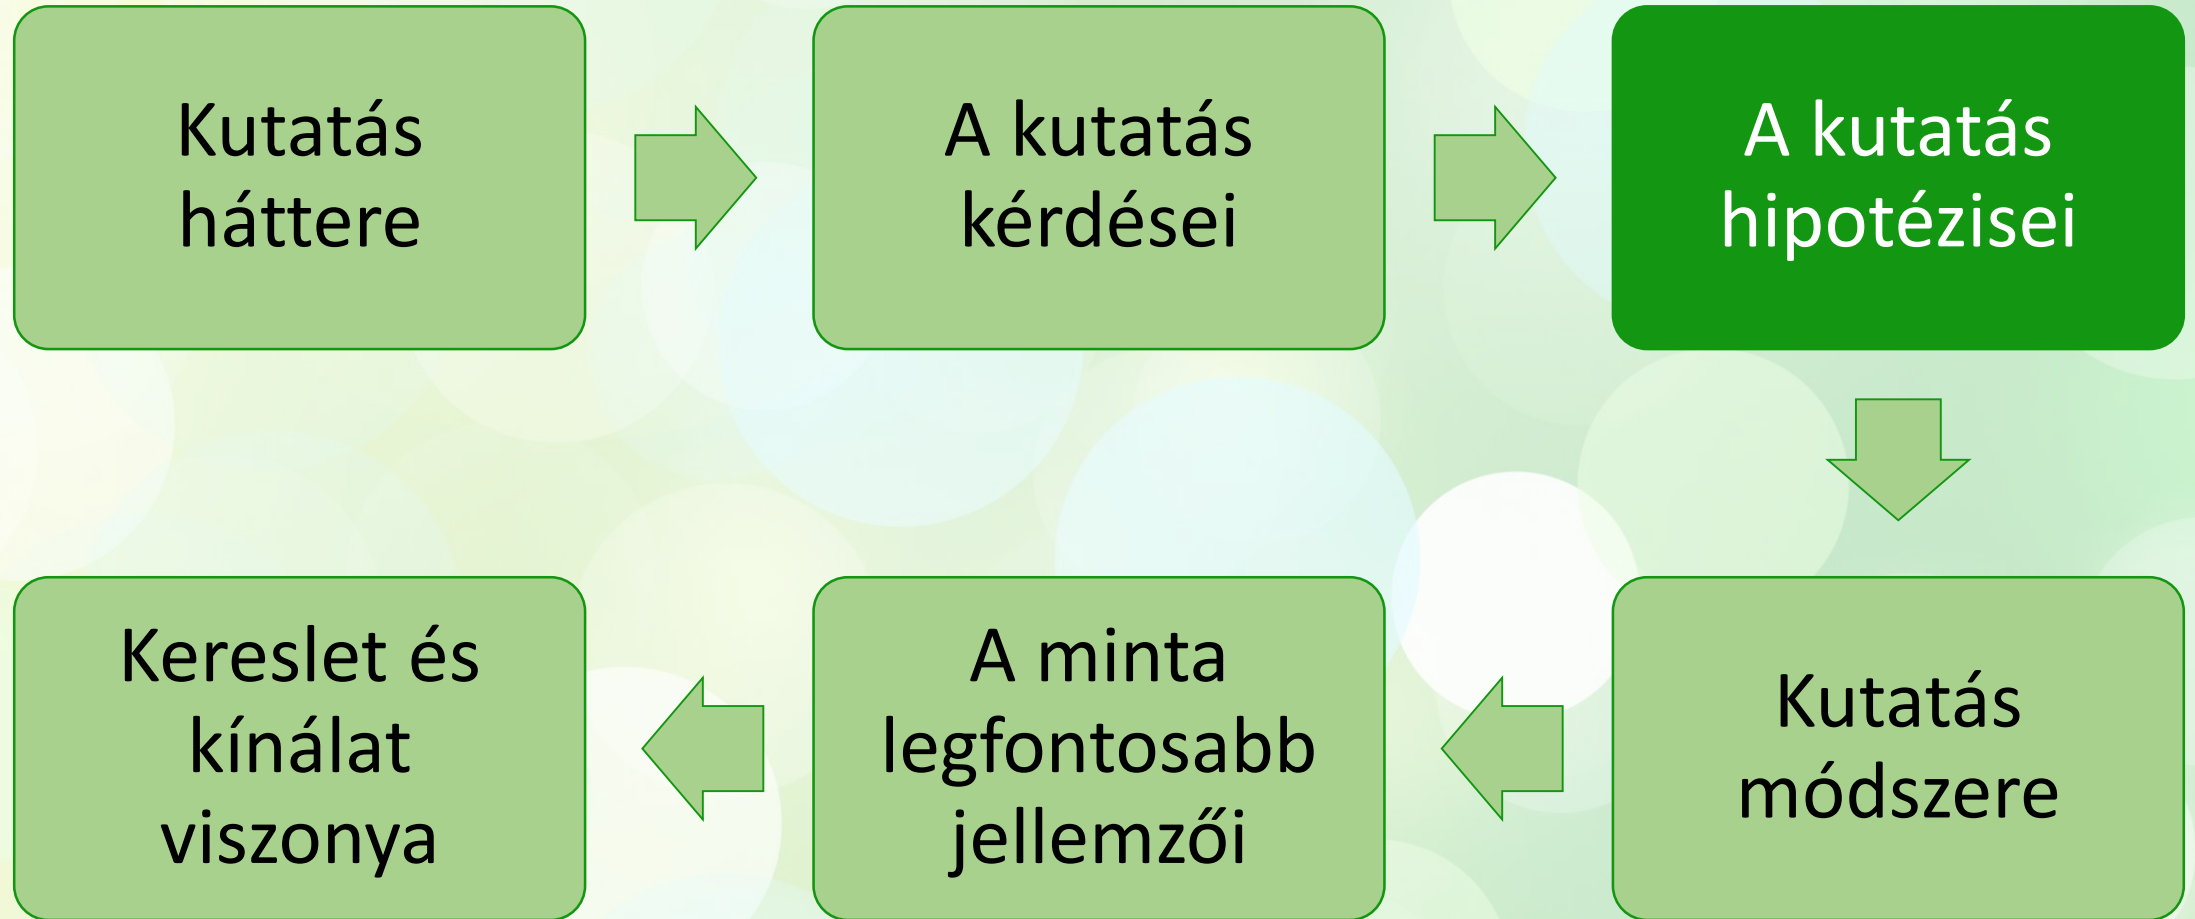 Kutatás
háttere
A kutatás
kérdései
A kutatás
hipotézisei
Kutatás
módszere
A minta
legfontosabb
jellemzői
Kereslet és
kínálat
viszonya